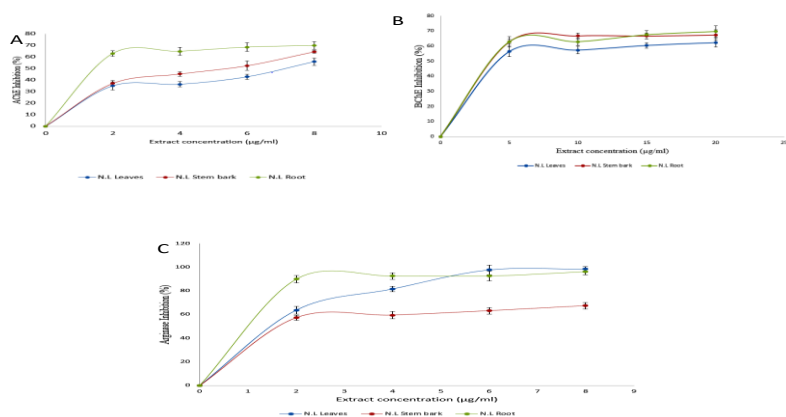 A
AChE Inhibition (%)
80
70
60
50
40
30
20
10
0
0 2 4 6 8 10
Extract concentration (µg/ml)
N.L Leaves N.L Stem bark N.L Root
B
BChE Inhibition (%)
80
70
60
50
40
30
20
10
0
0 5 10 15 20 25
Extract concentration (µg/ml)
N.L Leaves N.L Stem bark N.L Root
C
Arginase Inhibition (%)
120
100
80
60
40
20
0
0 1 2 3 4 5 6 7 8 9
Extract concentration (µg/ml)
N.L Leaves N.L Stem bark N.L Root